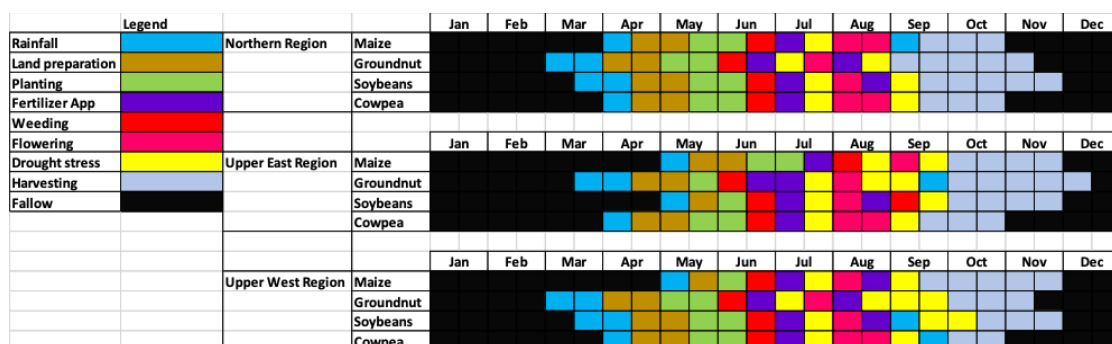 Legend Jan Feb Mar Apr May Jun Jul Aug Sep Oct Nov Dec
Rainfall Northern Region Maize
Land preparation Groundnut
Planting Soybeans
Fertilizer App Cowpea
Weeding
Flowering Jan Feb Mar Apr May Jun Jul Aug Sep Oct Nov Dec
Drought stress Upper East Region Maize
Harvesting Groundnut
Fallow Soybeans
Cowpea
Jan Feb Mar Apr May Jun Jul Aug Sep Oct Nov Dec
Upper West Region Maize
Groundnut
Soybeans
Cowpea